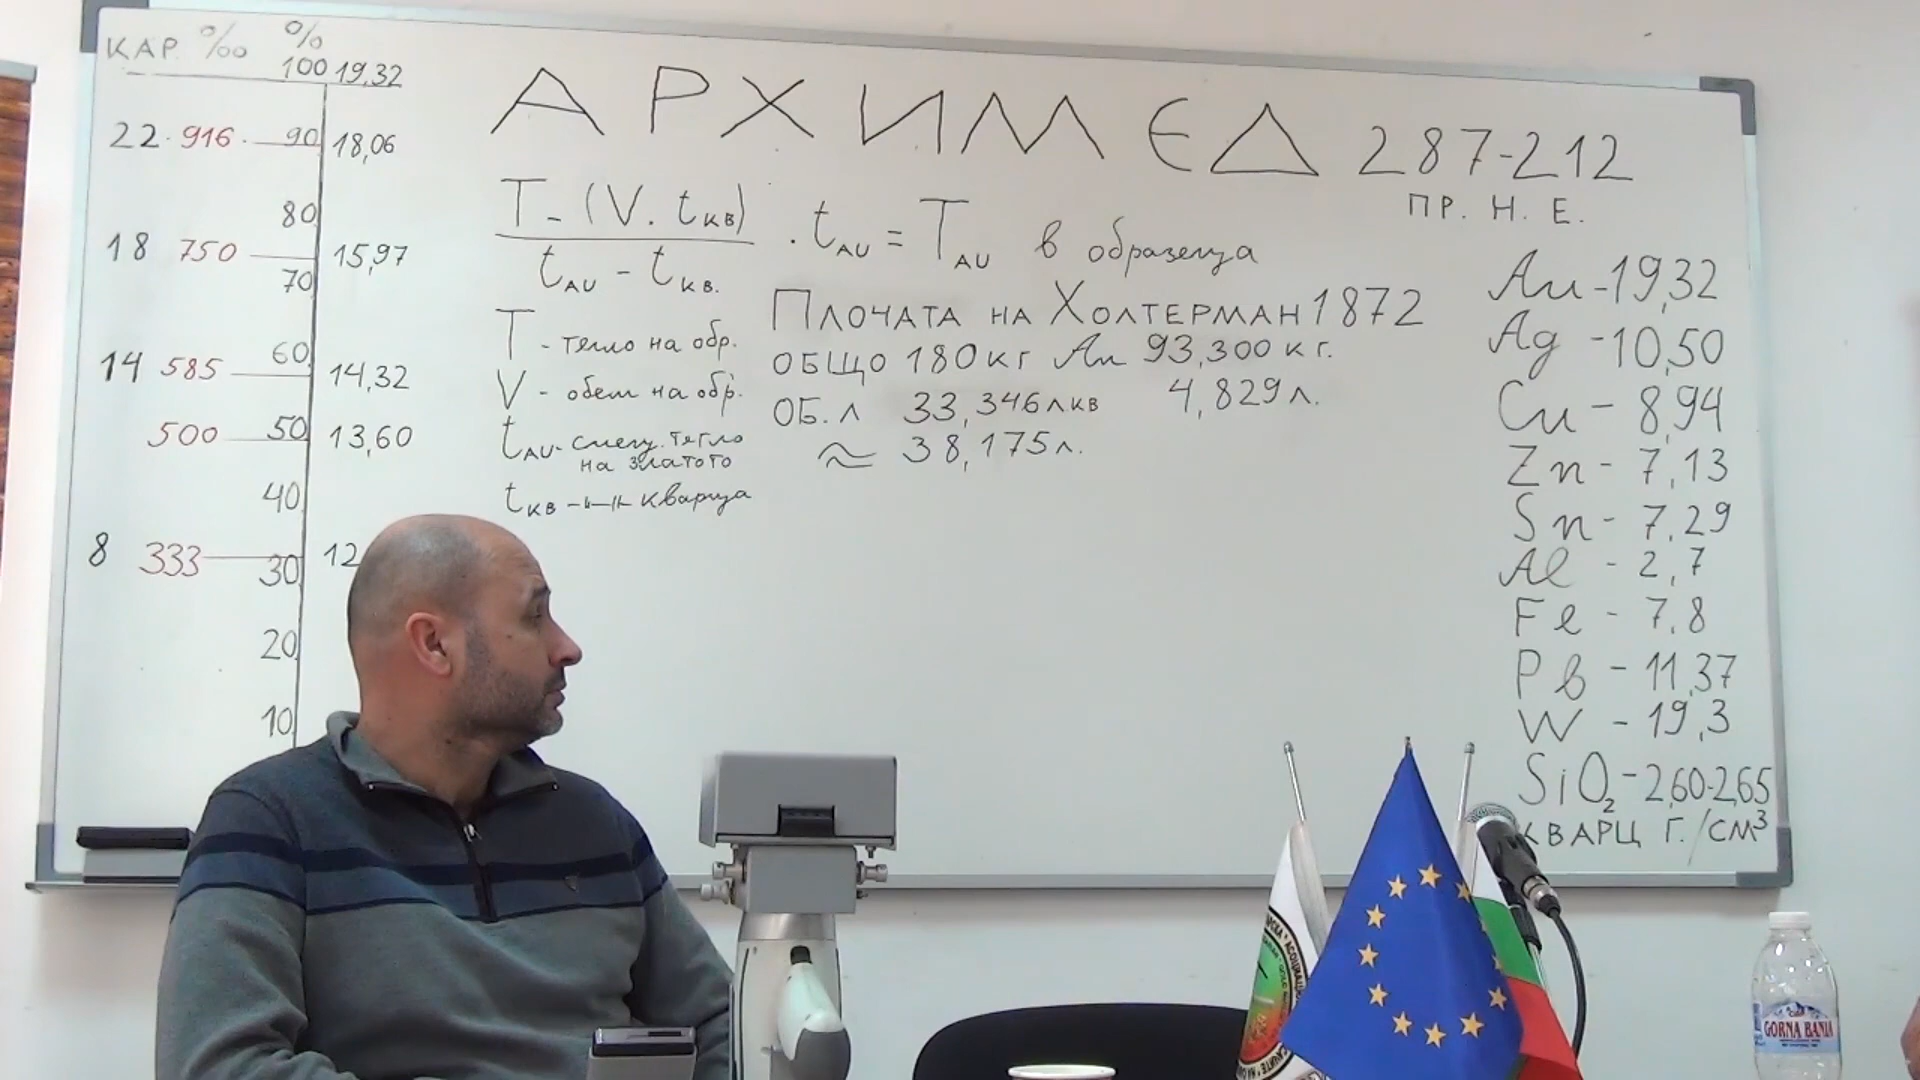 КАР. ‰ %
100 19,32
22 · 916 · 90 18,06
80
18 750 15,97
70
14 585 60 14,32
500 50 13,60
40
8 333 12
30
20
10
АРХИМЕД 287-212
ПР. Н. Е.
T - (V. tкв) / tAU - tкв. . tAU = TAU в образеца
T - тегло на обр.
V - обем на обр.
tAU - специ. тегло
на златото
tкв -〃- кварца
ПЛОЧАТА НА ХОЛТЕРМАН 1872
ОБЩО 180 кг Au 93,300 кг.
ОБ. Л 33,346 л кв 4,829 л.
≈ 38,175 л.
Au - 19,32
Ag - 10,50
Cu - 8,94
Zn - 7,13
Sn - 7,29
Al - 2,7
Fe - 7,8
Pb - 11,37
W - 19,3
SiO2 - 2,60-2,65
КВАРЦ Г./СМ3
GORNA BANIA